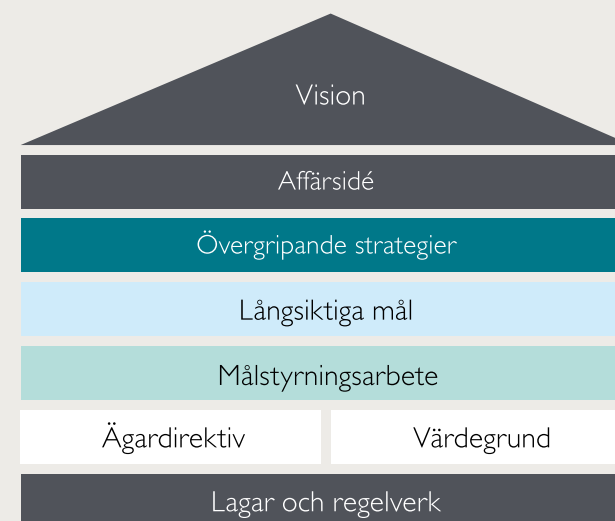 Vision
Affärsidé
Övergripande strategier
Långsiktiga mål
Målstyrningsarbete
Ägardirektiv
Värdegrund
Lagar och regelverk